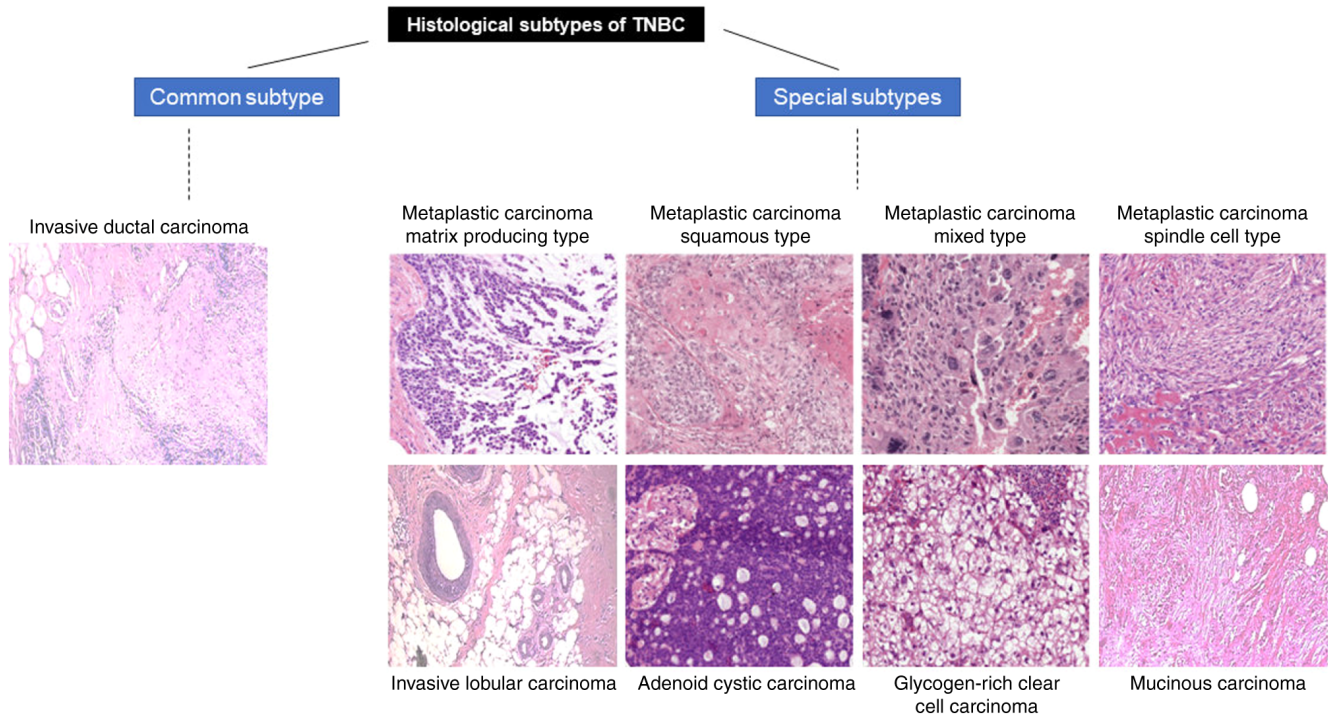 Histological subtypes of TNBC
Common subtype
Special subtypes
Invasive ductal carcinoma
Metaplastic carcinoma
matrix producing type
Metaplastic carcinoma
squamous type
Metaplastic carcinoma
mixed type
Metaplastic carcinoma
spindle cell type
Invasive lobular carcinoma
Adenoid cystic carcinoma
Glycogen-rich clear
cell carcinoma
Mucinous carcinoma